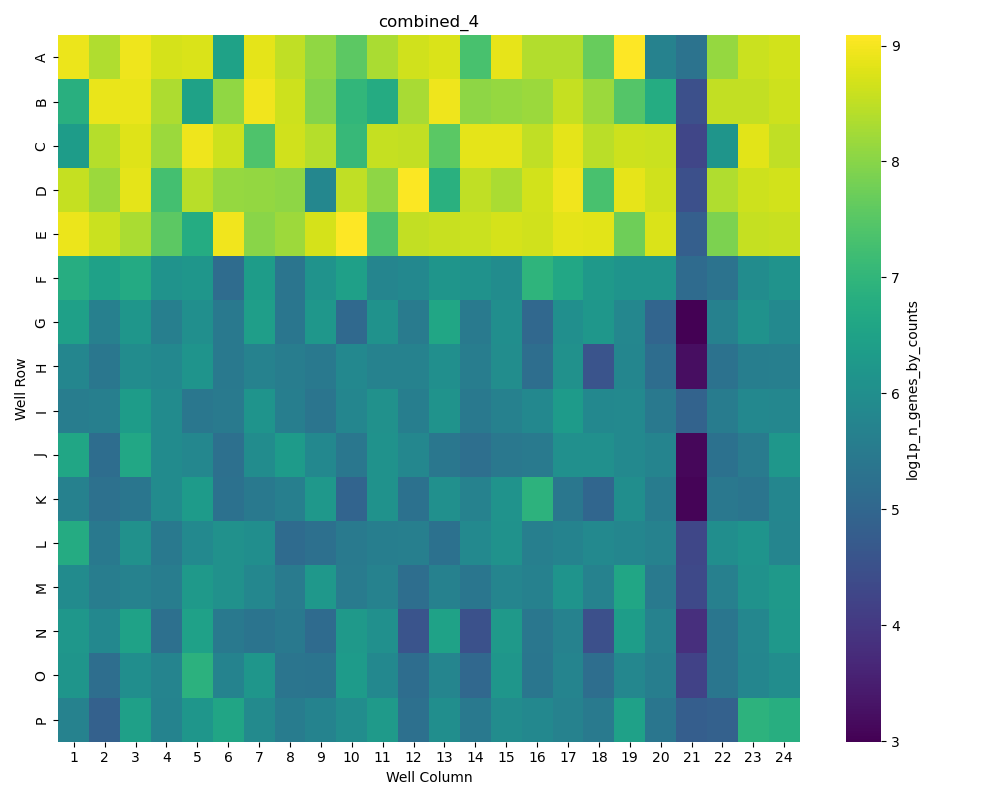 combined_4
A
B
C
D
E
F
G
H
I
J
K
L
M
N
O
P
Well Row
1 2 3 4 5 6 7 8 9 10 11 12 13 14 15 16 17 18 19 20 21 22 23 24
Well Column
9
8
7
6
5
4
3
log1p_n_genes_by_counts